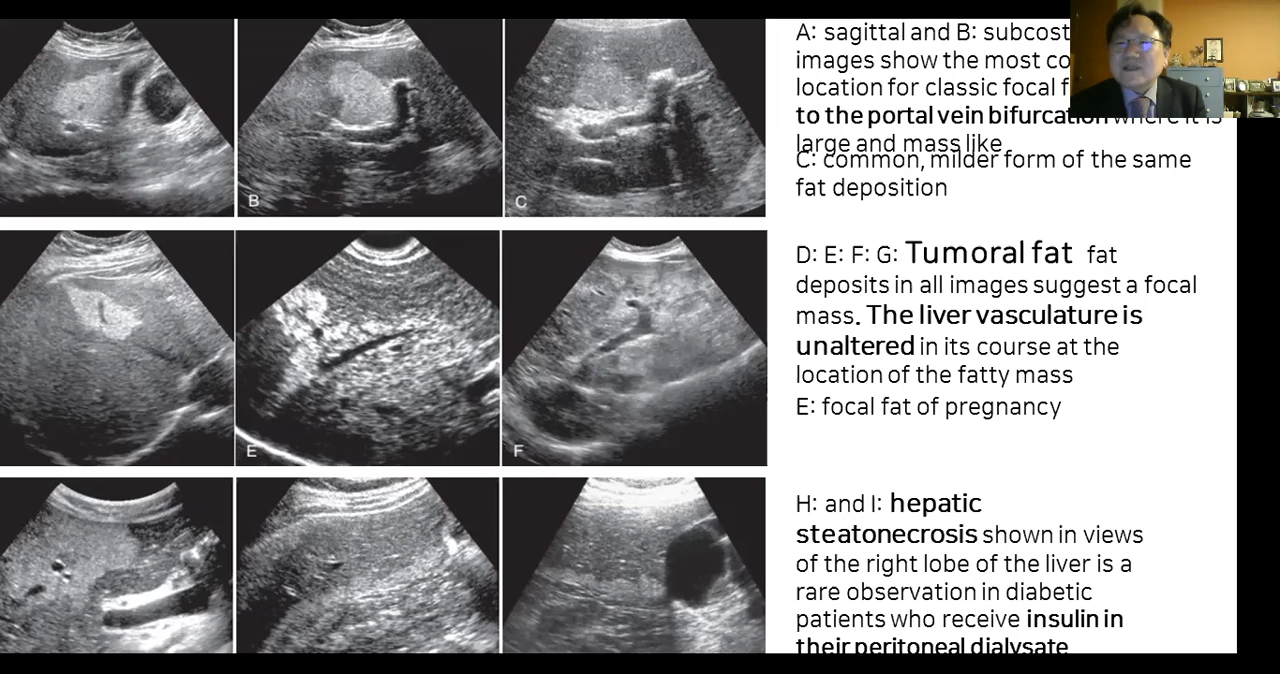 A: sagittal and B: subcost
images show the most co
location for classic focal f
to the portal vein bifurcation where it is
large and mass like
C: common, milder form of the same
fat deposition
B
C
D: E: F: G: Tumoral fat fat
deposits in all images suggest a focal
mass. The liver vasculature is
unaltered in its course at the
location of the fatty mass
E: focal fat of pregnancy
E
F
H: and I: hepatic
steatonecrosis shown in views
of the right lobe of the liver is a
rare observation in diabetic
patients who receive insulin in
their peritoneal dialysate